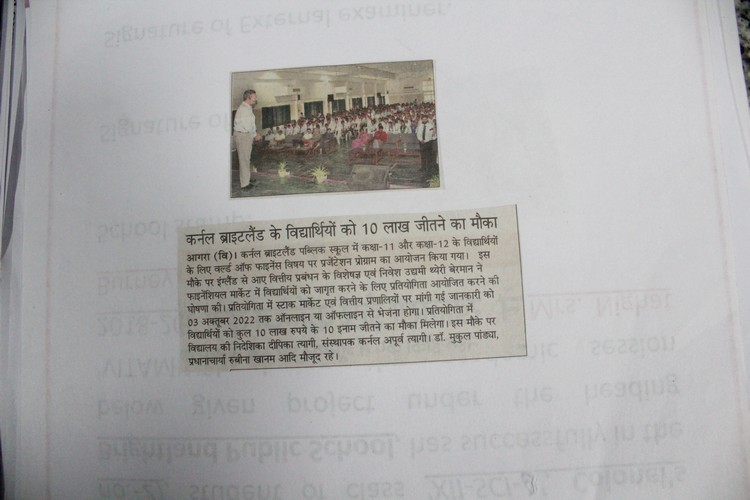 कर्नल ब्राइटलैंड के विद्यार्थियों को 10 लाख जीतने का मौका
आगरा (वि)। कर्नल ब्राइटलैंड पब्लिक स्कूल में कक्षा-11 और कक्षा-12 के विद्यार्थियों
के लिए वर्ल्ड ऑफ फाइनेंस विषय पर प्रजेंटेशन प्रोग्राम का आयोजन किया गया। इस
मौके पर इंग्लैंड से आए वित्तीय प्रबंधन के विशेषज्ञ एवं निवेश उद्यमी थ्येरी बेरमान ने
फाइनेंशियल मार्केट में विद्यार्थियों को जागृत करने के लिए प्रतियोगिता आयोजित करने की
घोषणा की। प्रतियोगिता में स्टाक मार्केट एवं वित्तीय प्रणालियों पर मांगी गई जानकारी को
03 अक्तूबर 2022 तक ऑनलाइन या ऑफलाइन से भेजना होगा। प्रतियोगिता में
विद्यार्थियों को कुल 10 लाख रुपये के 10 इनाम जीतने का मौका मिलेगा। इस मौके पर
विद्यालय की निदेशिका दीपिका त्यागी, संस्थापक कर्नल अपूर्व त्यागी। डॉ. मुकुल पांड्या,
प्रधानाचार्या रुबीना खानम आदि मौजूद रहे।